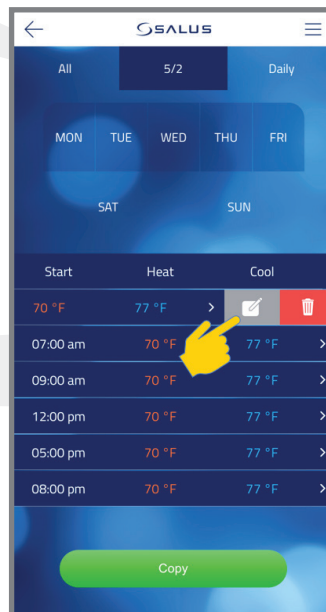 SALUS
All 5/2 Daily
MON TUE WED THU FRI
SAT SUN
Start Heat Cool
70 °F 77 °F
07:00 am 70 °F 77 °F
09:00 am 70 °F 77 °F
12:00 pm 70 °F 77 °F
05:00 pm 70 °F 77 °F
08:00 pm 70 °F 77 °F
Copy